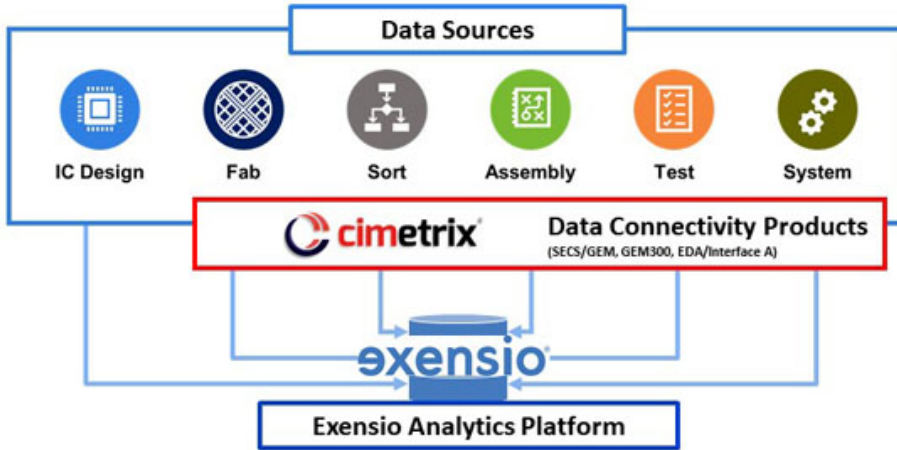 Data Sources
IC Design Fab Sort Assembly Test System
cimetrix® Data Connectivity Products
(SECS/GEM, GEM300, EDA/Interface A)
exensio®
Exensio Analytics Platform